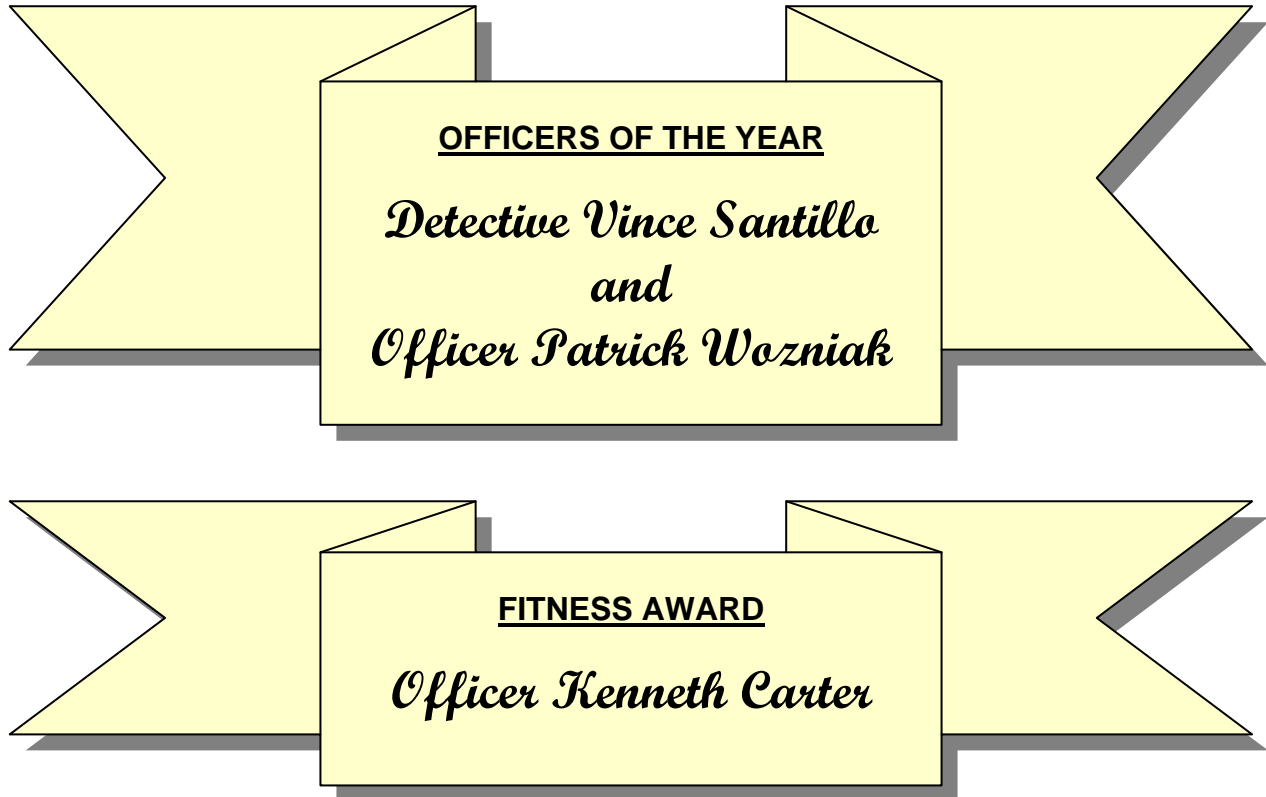 OFFICERS OF THE YEAR
Detective Vince Santillo
and
Officer Patrick Wozniak
FITNESS AWARD
Officer Kenneth Carter